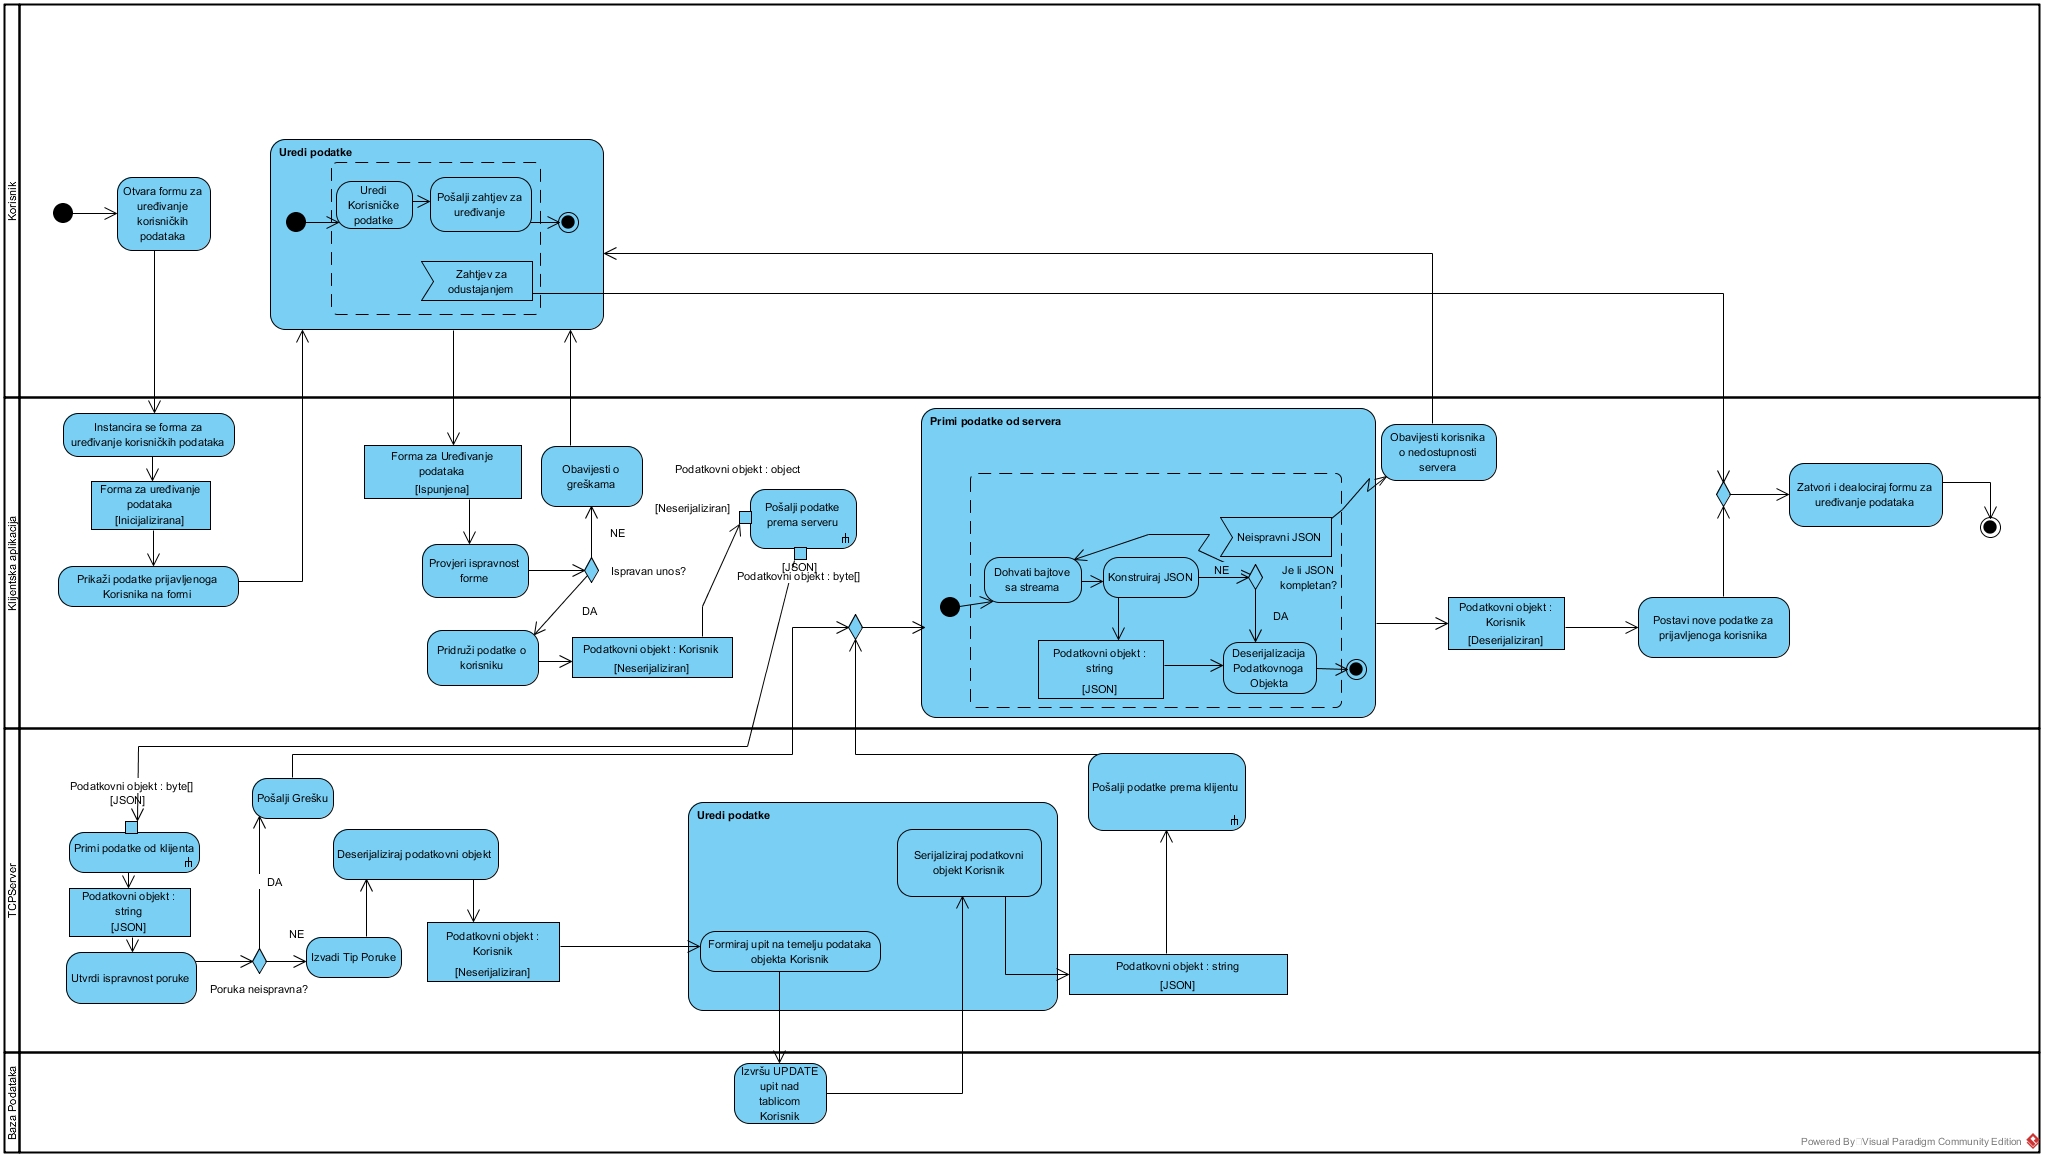 Korisnik
Otvara formu za
uređivanje
korisničkih
podataka
Uredi podatke
Uredi
Korisničke
podatke
Pošalji zahtjev za
uređivanje
Zahtjev za
odustajanjem
Klijentska aplikacija
Instancira se forma za
uređivanje korisničkih podataka
Forma za uređivanje
podataka
[Inicijalizirana]
Prikaži podatke prijavljenoga
Korisnika na formi
Forma za Uređivanje
podataka
[Ispunjena]
Provjeri ispravnost
forme
Obavijesti o
greškama
NE
Ispravan unos?
DA
Pridruži podatke o
korisniku
Podatkovni objekt : Korisnik
[Neserijaliziran]
Podatkovni objekt : object
[Neserijaliziran]
Pošalji podatke
prema serveru
[JSON]
Podatkovni objekt : byte[]
Primi podatke od servera
Neispravni JSON
Dohvati bajtove
sa streama
Konstruiraj JSON
NE
Je li JSON
kompletan?
DA
Podatkovni objekt :
string
[JSON]
Deserijalizacija
Podatkovnoga
Objekta
Obavijesti korisnika
o nedostupnosti
servera
Podatkovni objekt :
Korisnik
[Deserijaliziran]
Postavi nove podatke za
prijavljenoga korisnika
Zatvori i dealociraj formu za
uređivanje podataka
TCPServer
Podatkovni objekt : byte[]
[JSON]
Primi podatke od klijenta
Podatkovni objekt :
string
[JSON]
Utvrdi ispravnost poruke
Pošalji Grešku
DA
NE
Poruka neispravna?
Izvadi Tip Poruke
Deserijaliziraj podatkovni objekt
Podatkovni objekt :
Korisnik
[Neserijaliziran]
Uredi podatke
Formiraj upit na temelju podataka
objekta Korisnik
Serijaliziraj podatkovni
objekt Korisnik
Podatkovni objekt : string
[JSON]
Pošalji podatke prema klijentu
Baza Podataka
Izvršu UPDATE
upit nad
tablicom
Korisnik
Powered By Visual Paradigm Community Edition